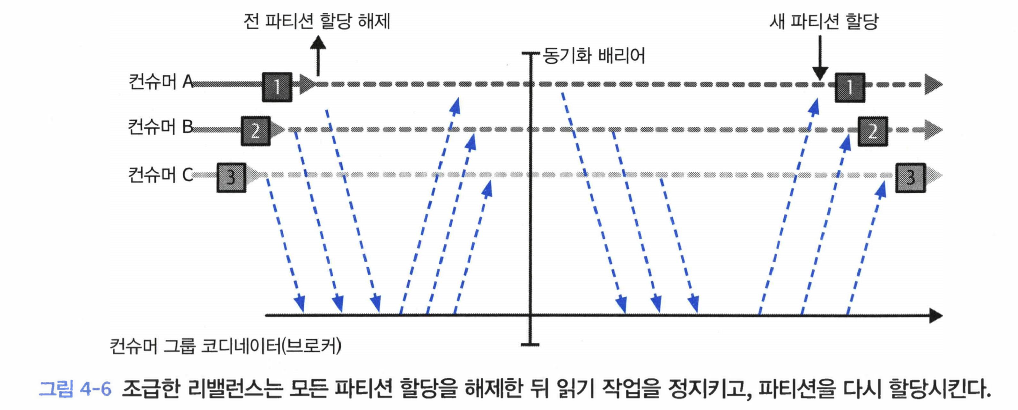 전 파티션 할당 해제
새 파티션 할당
동기화 배리어
컨슈머 A
1
1
컨슈머 B
2
2
컨슈머 C
3
3
컨슈머 그룹 코디네이터(브로커)
그림 4-6 조급한 리밸런스는 모든 파티션 할당을 해제한 뒤 읽기 작업을 정지키고, 파티션을 다시 할당시킨다.